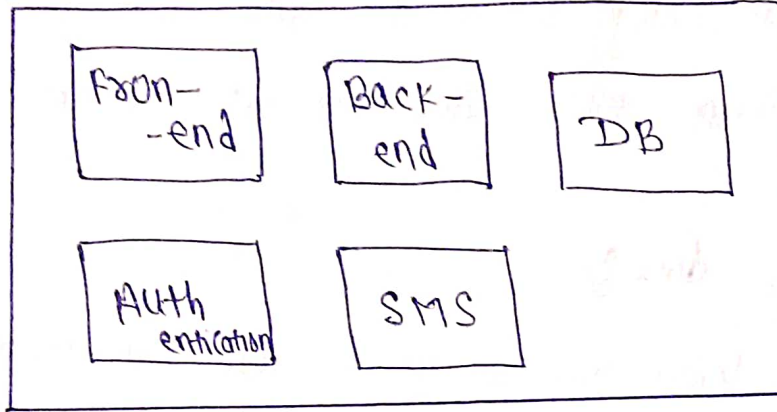 Fron-
-end
Back-
end
DB
Auth
entication
SMS